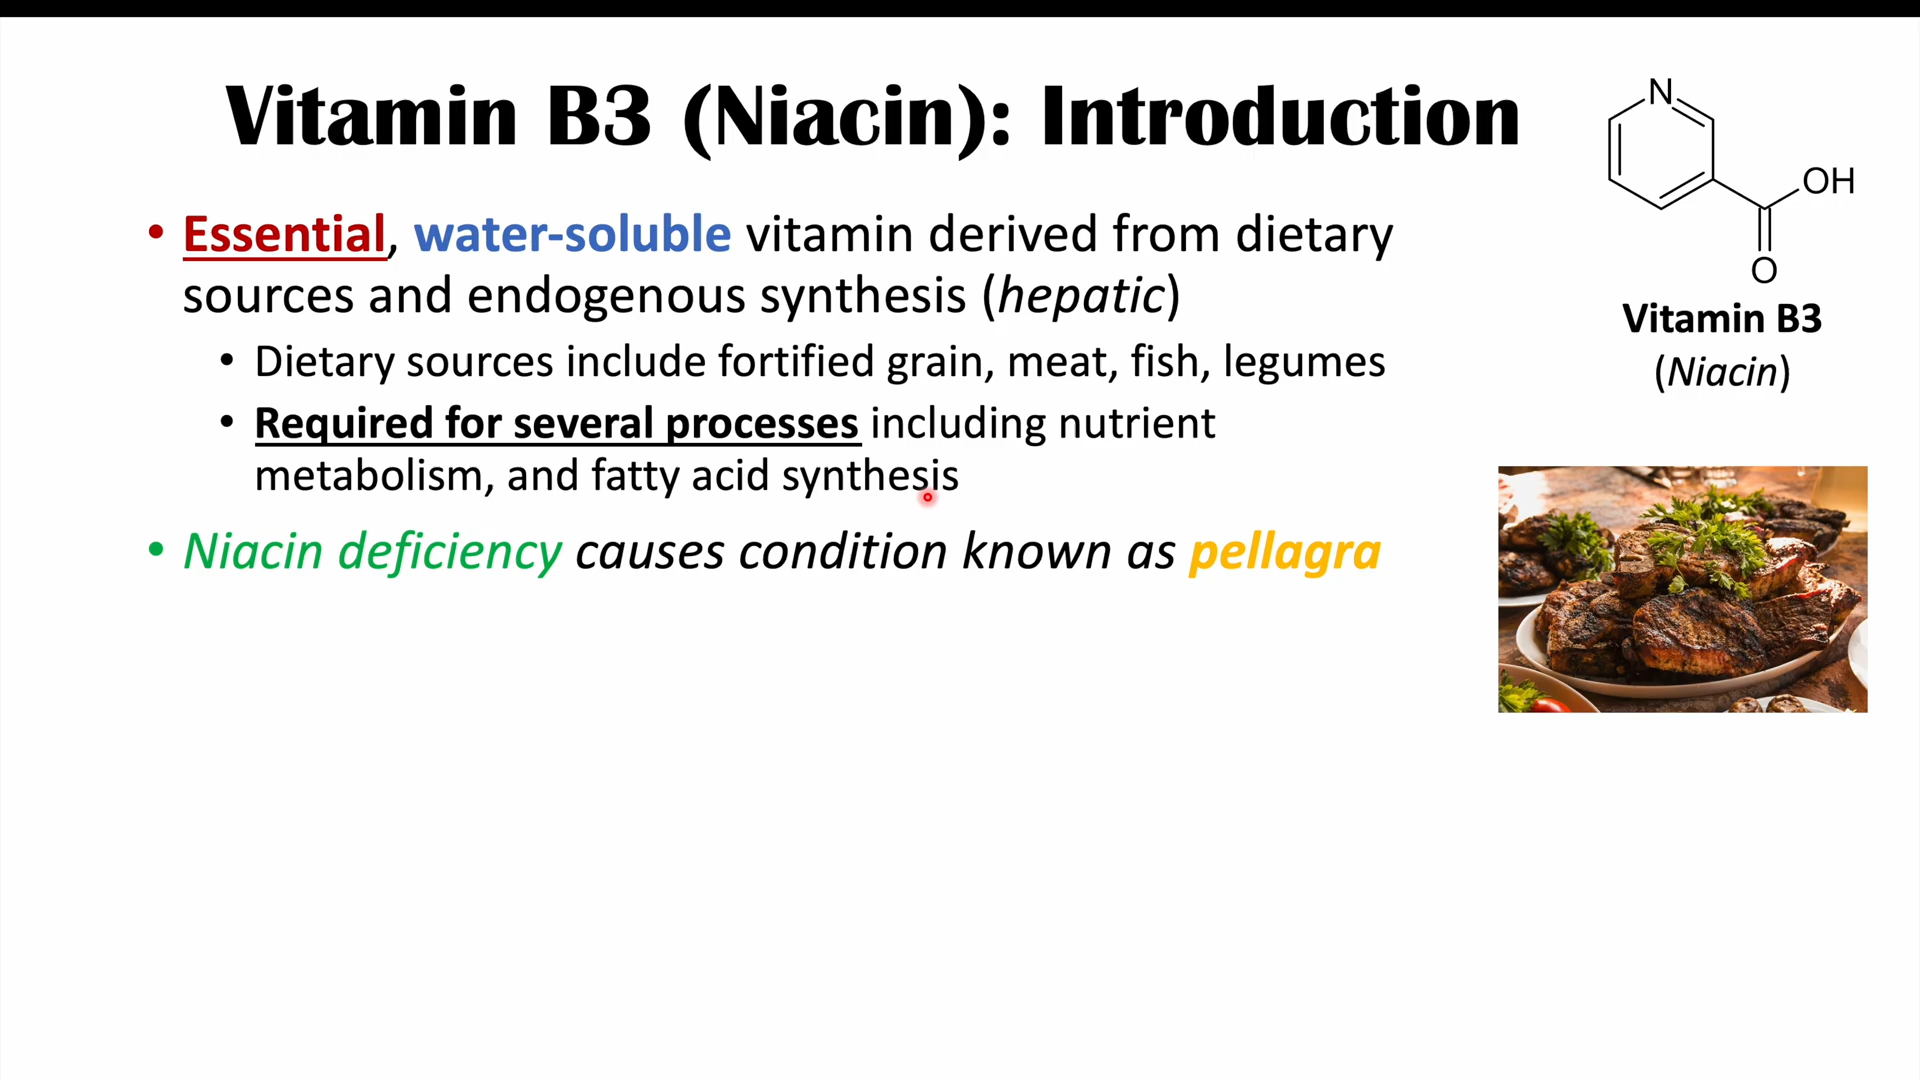 Vitamin B3 (Niacin): Introduction
• Essential, water-soluble vitamin derived from dietary
sources and endogenous synthesis (hepatic)
• Dietary sources include fortified grain, meat, fish, legumes
• Required for several processes including nutrient
metabolism, and fatty acid synthesis
• Niacin deficiency causes condition known as pellagra
N
OH
O
Vitamin B3
(Niacin)